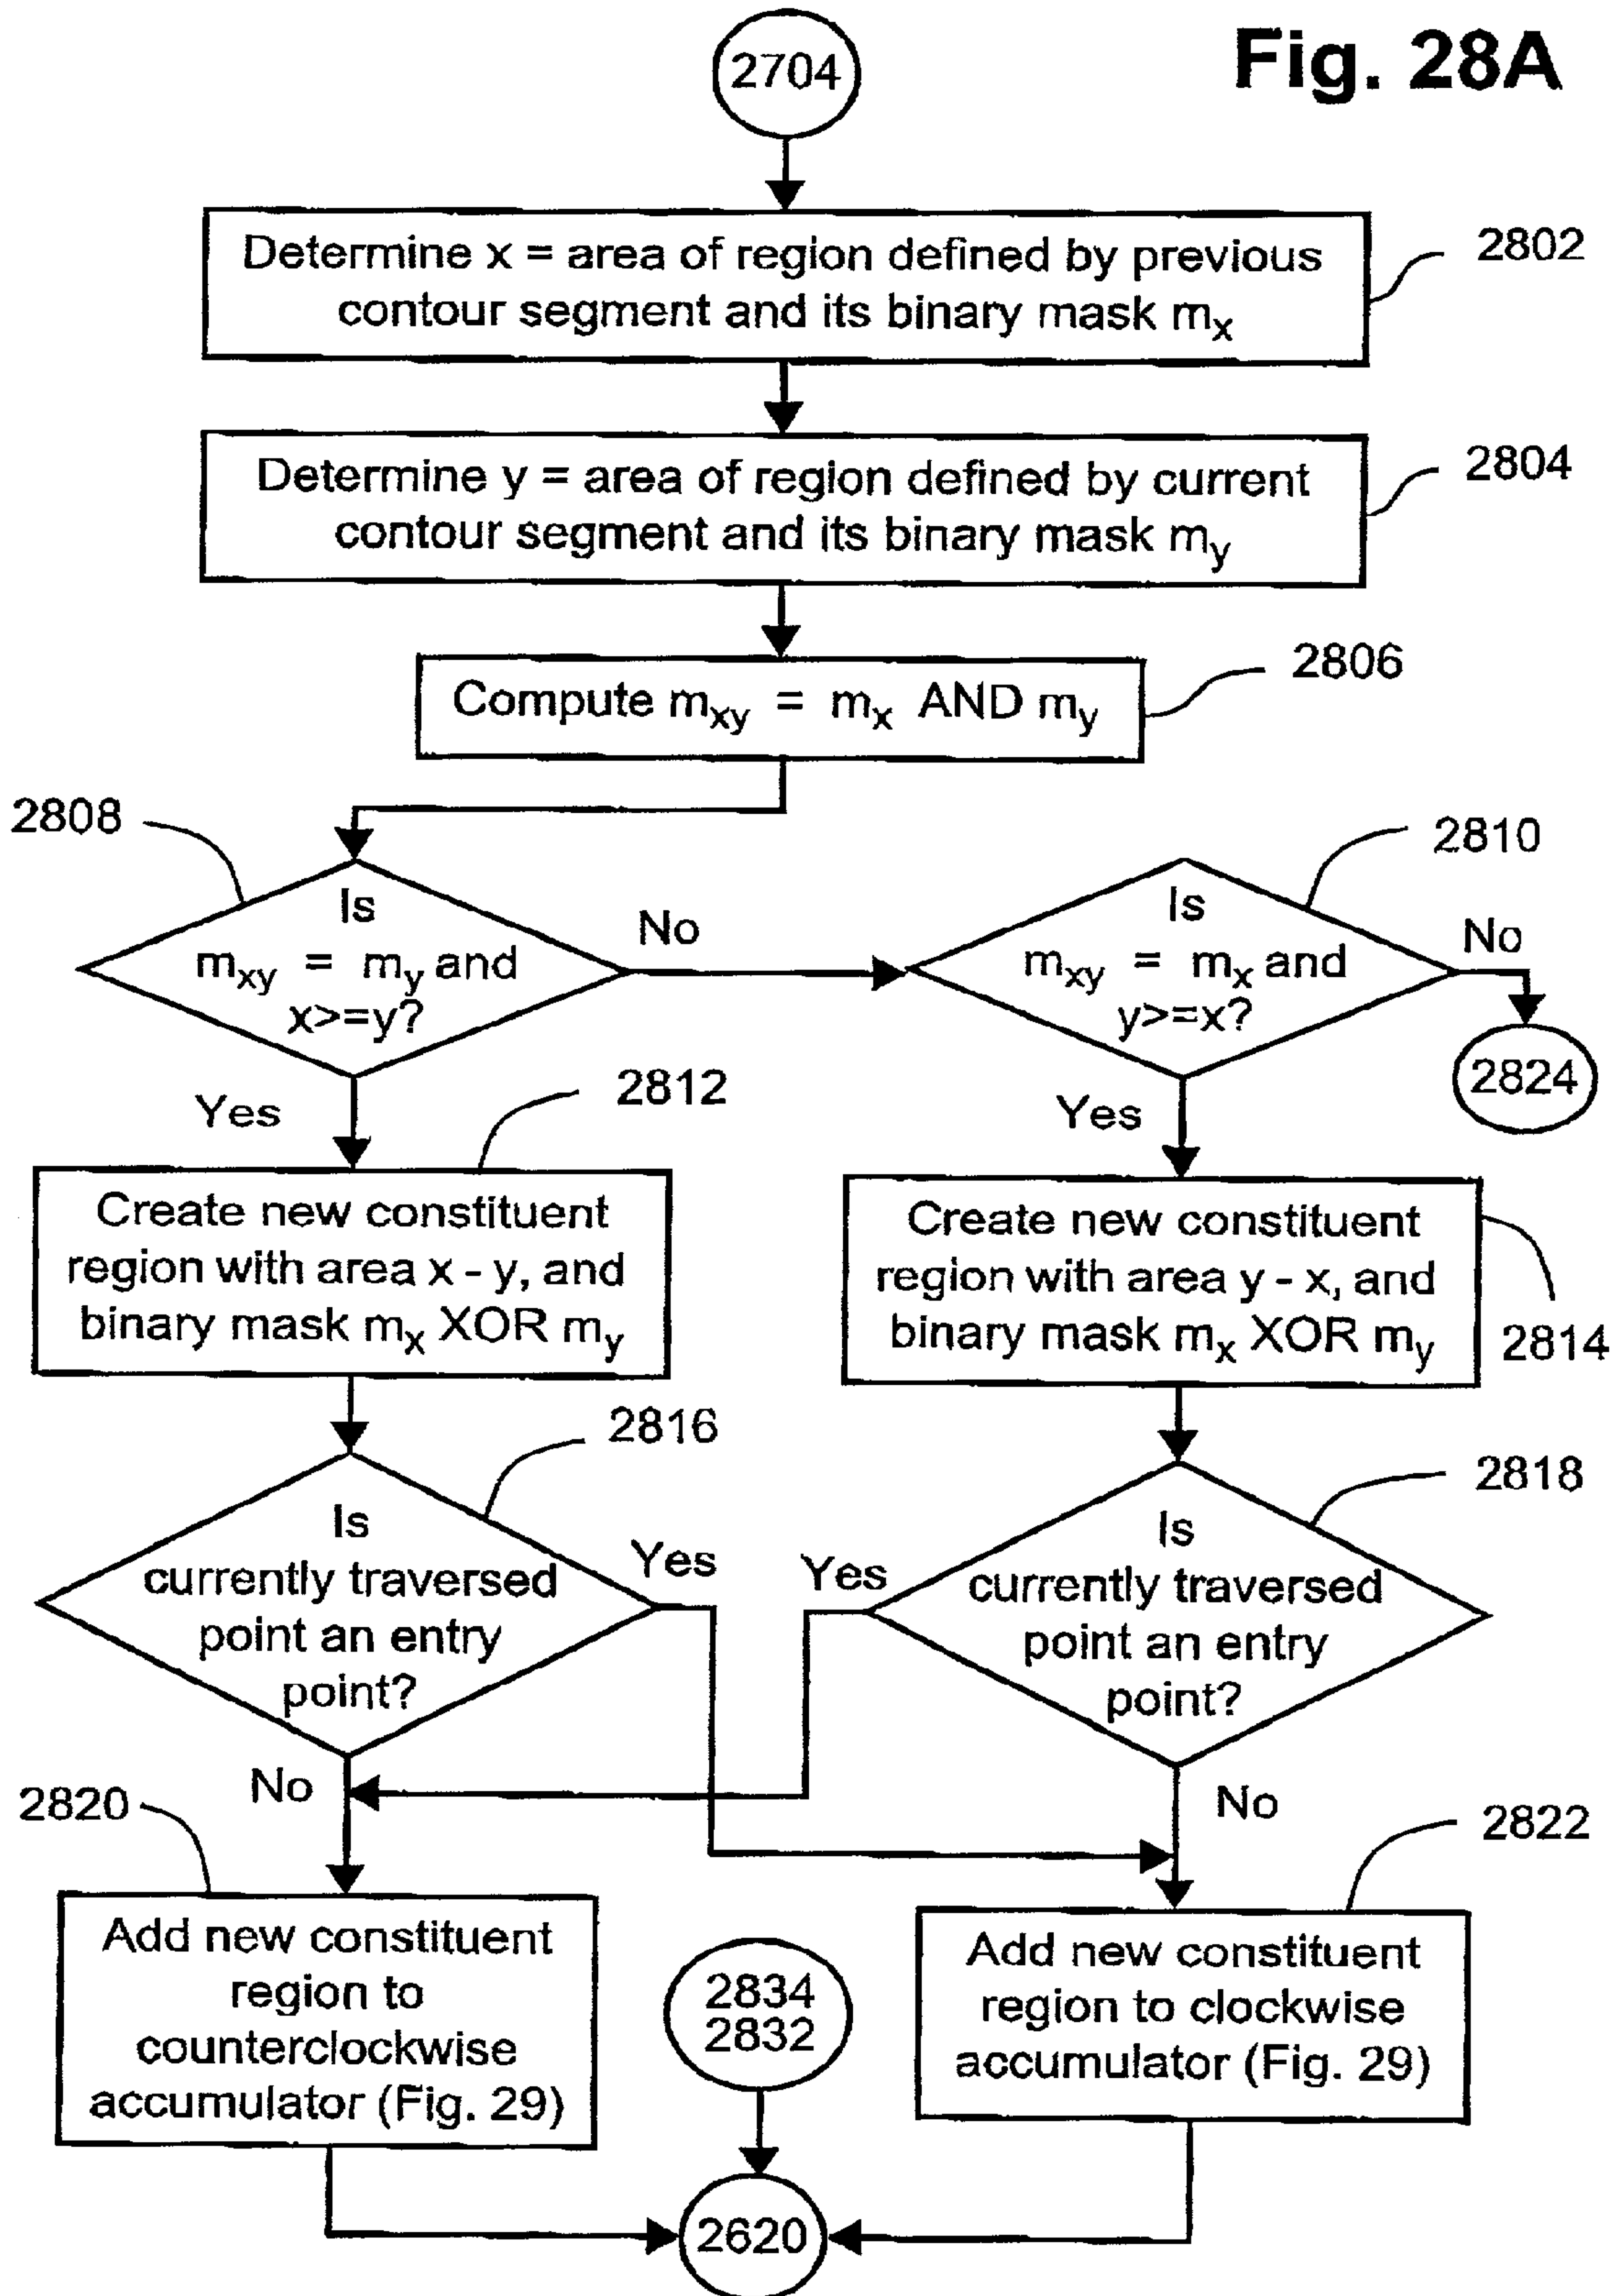 Fig. 28A
2704
Determine x = area of region defined by previous
contour segment and its binary mask mx
2802
Determine y = area of region defined by current
contour segment and its binary mask my
2804
Compute mxy = mx AND my
2806
2808
Is
mxy = my and
x>=y?
No
2810
Is
mxy = mx and
y>=x?
No
2824
Yes
2812
Yes
Create new constituent
region with area x - y, and
binary mask mx XOR my
Create new constituent
region with area y - x, and
binary mask mx XOR my
2814
2816
Is
currently traversed
point an entry
point?
Yes
2818
Is
currently traversed
point an entry
point?
Yes
No
No
2820
Add new constituent
region to
counterclockwise
accumulator (Fig. 29)
2834
2832
2822
Add new constituent
region to clockwise
accumulator (Fig. 29)
2620